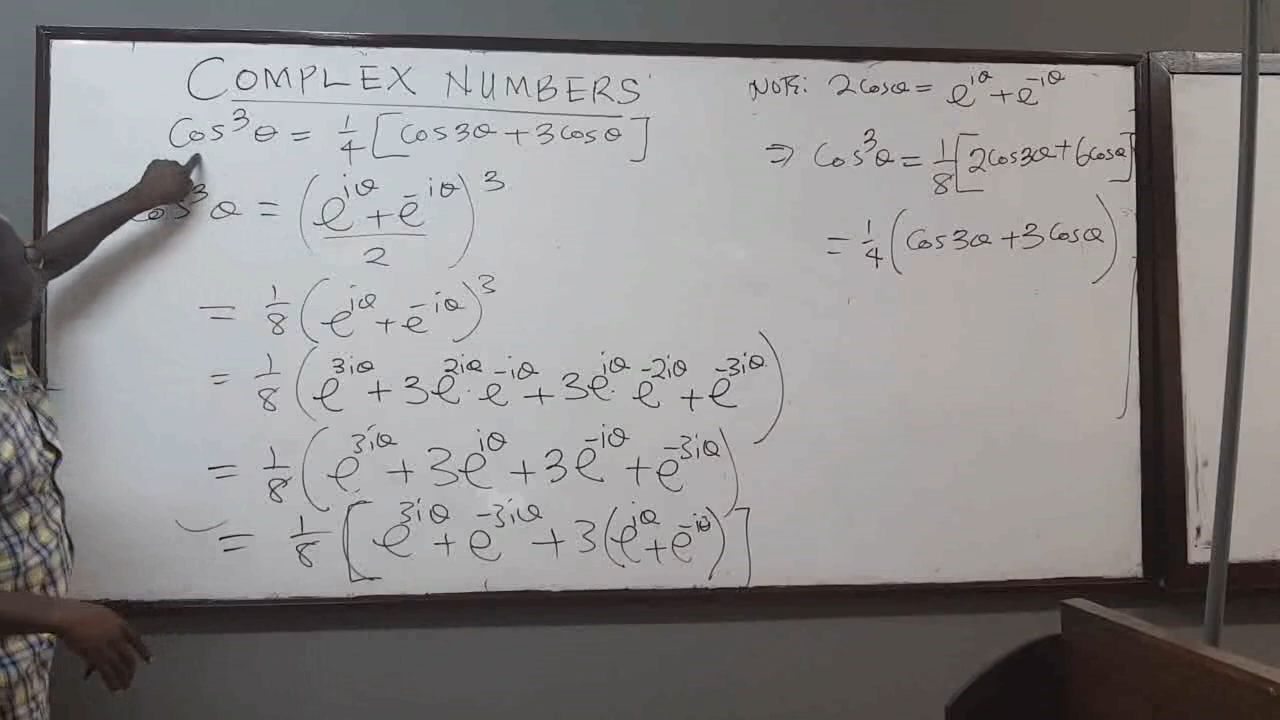 COMPLEX NUMBERS
Cos³θ = 1/4 [Cos3θ + 3Cosθ]
Cos³θ = ((e^{iθ} + e^{-iθ})/2)³
= 1/8 (e^{iθ} + e^{-iθ})³
= 1/8 (e^{3iθ} + 3e^{2iθ}·e^{-iθ} + 3e^{iθ}·e^{-2iθ} + e^{-3iθ})
= 1/8 (e^{3iθ} + 3e^{iθ} + 3e^{-iθ} + e^{-3iθ})
= 1/8 [e^{3iθ} + e^{-3iθ} + 3(e^{iθ} + e^{-iθ})]
NOTE: 2Cosθ = e^{iθ} + e^{-iθ}
⇒ Cos³θ = 1/8 [2Cos3θ + 6Cosθ]
= 1/4 (Cos3θ + 3Cosθ)